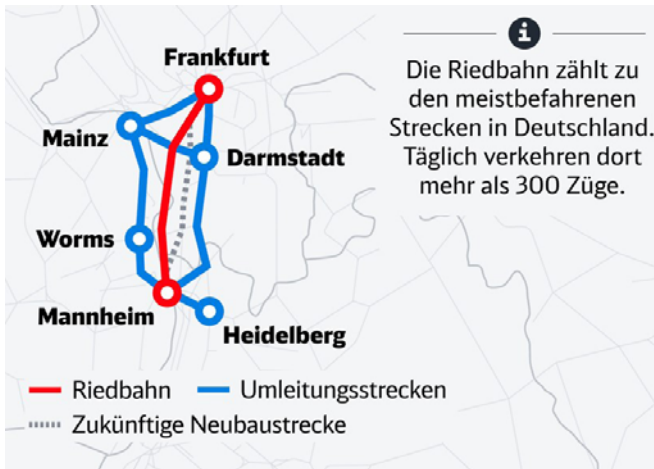 Frankfurt
Mainz
Darmstadt
Worms
Mannheim
Heidelberg
Riedbahn
Umleitungsstrecken
Zukünftige Neubaustrecke
i
Die Riedbahn zählt zu
den meistbefahrenen
Strecken in Deutschland.
Täglich verkehren dort
mehr als 300 Züge.